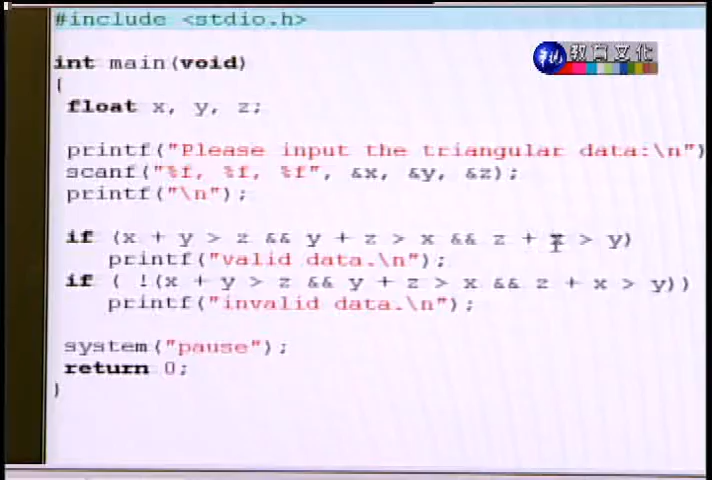 #include <stdio.h>
教育文化
int main(void)
{
float x, y, z;
printf("Please input the triangular data:\n")
scanf("%f, %f, %f", &x, &y, &z);
printf("\n");
if (x + y > z && y + z > x && z + x > y)
printf("valid data.\n");
if ( !(x + y > z && y + z > x && z + x > y))
printf("invalid data.\n");
system("pause");
return 0;
}